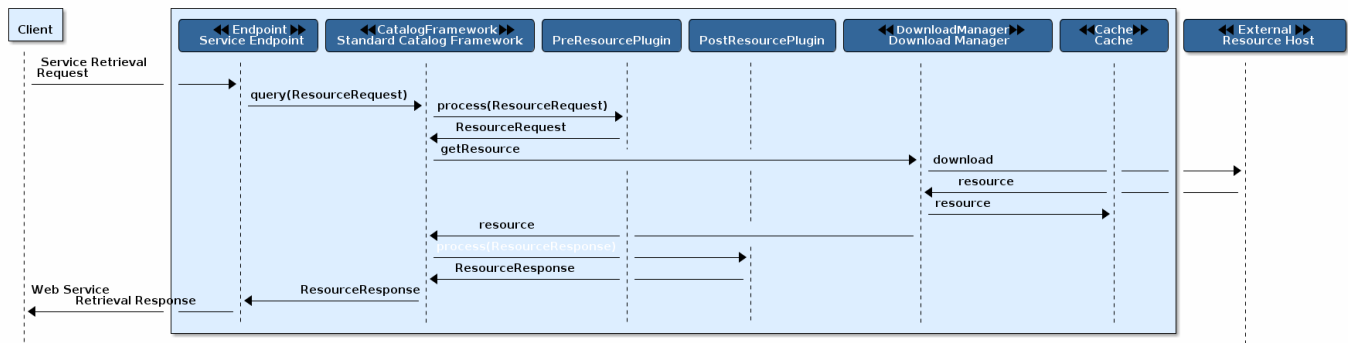 Client
◀◀ Endpoint ▶▶
Service Endpoint
◀◀CatalogFramework▶▶
Standard Catalog Framework
PreResourcePlugin
PostResourcePlugin
◀◀DownloadManager▶▶
Download Manager
◀◀Cache▶▶
Cache
◀◀ External ▶▶
Resource Host
Service Retrieval
Request
query(ResourceRequest)
process(ResourceRequest)
ResourceRequest
getResource
download
resource
resource
resource
process(ResourceResponse)
ResourceResponse
ResourceResponse
Web Service
Retrieval Response